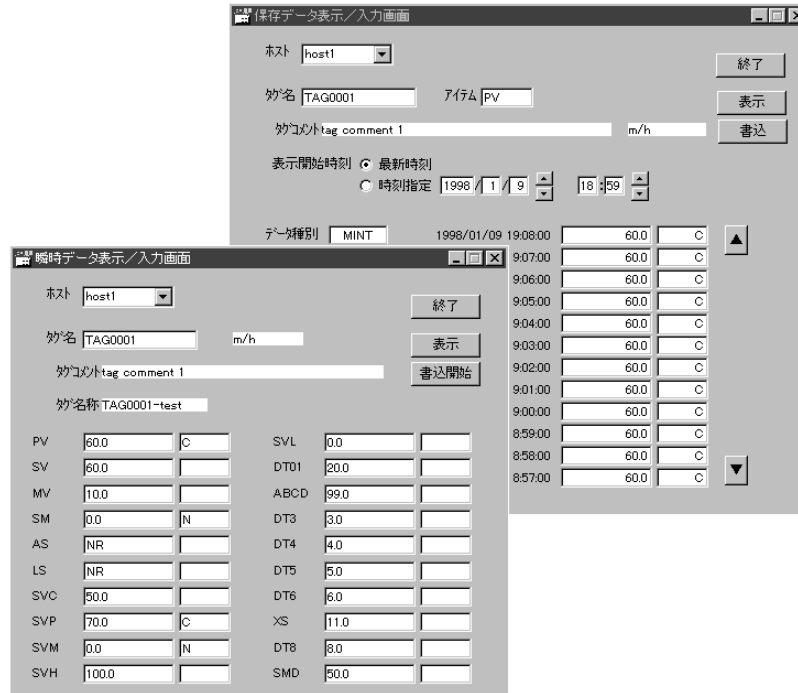 保存データ表示／入力画面
ホスト host1
終了
タグ名 TAG0001 アイテム PV
表示
タグコメント tag comment 1 m/h
書込
表示開始時刻 最新時刻
時刻指定 1998 / 1 / 9 18 : 59
データ種別 MINT 1998/01/09 19:08:00 60.0 C
9:07:00 60.0 C
9:06:00 60.0 C
9:05:00 60.0 C
9:04:00 60.0 C
9:03:00 60.0 C
9:02:00 60.0 C
9:01:00 60.0 C
9:00:00 60.0 C
8:59:00 60.0 C
8:58:00 60.0 C
8:57:00 60.0 C
瞬時データ表示／入力画面
ホスト host1
終了
タグ名 TAG0001 m/h
表示
タグコメント tag comment 1
書込開始
タグ名称 TAG0001-test
PV 60.0 C SVL 0.0
SV 60.0 DT01 20.0
MV 10.0 ABCD 99.0
SM 0.0 N DT3 3.0
AS NR DT4 4.0
LS NR DT5 5.0
SVC 50.0 DT6 6.0
SVP 70.0 C XS 11.0
SVM 0.0 N DT8 8.0
SVH 100.0 SMD 50.0